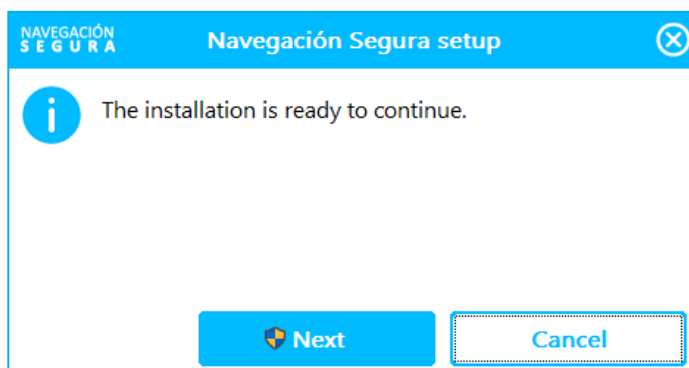 NAVEGACIÓN
SEGURA
Navegación Segura setup
The installation is ready to continue.
Next
Cancel